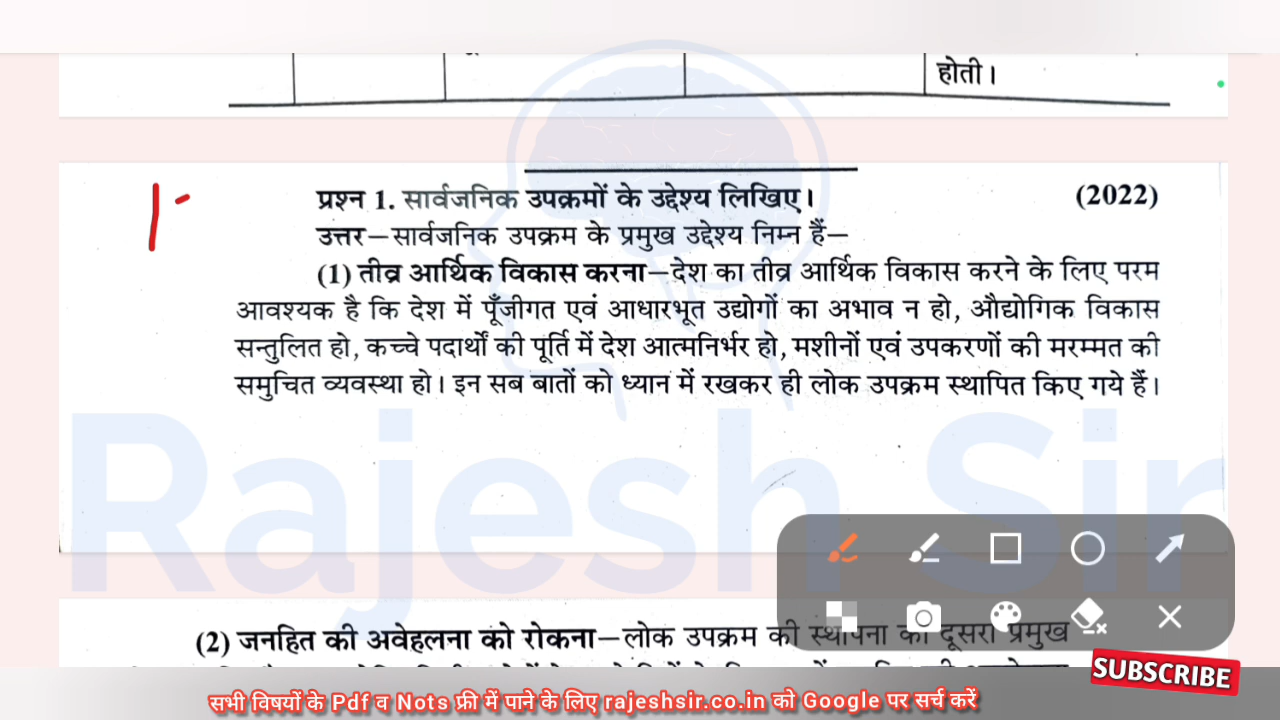 होती।
प्रश्न 1. सार्वजनिक उपक्रमों के उद्देश्य लिखिए। (2022)
उत्तर–सार्वजनिक उपक्रम के प्रमुख उद्देश्य निम्न हैं–
(1) तीव्र आर्थिक विकास करना–देश का तीव्र आर्थिक विकास करने के लिए परम
आवश्यक है कि देश में पूँजीगत एवं आधारभूत उद्योगों का अभाव न हो, औद्योगिक विकास
सन्तुलित हो, कच्चे पदार्थों की पूर्ति में देश आत्मनिर्भर हो, मशीनों एवं उपकरणों की मरम्मत की
समुचित व्यवस्था हो। इन सब बातों को ध्यान में रखकर ही लोक उपक्रम स्थापित किए गये हैं।
Rajesh Sir
(2) जनहित की अवेहलना को रोकना–लोक उपक्रम की स्थापना का दूसरा प्रमुख
SUBSCRIBE
सभी विषयों के Pdf व Nots फ्री में पाने के लिए rajeshsir.co.in को Google पर सर्च करें